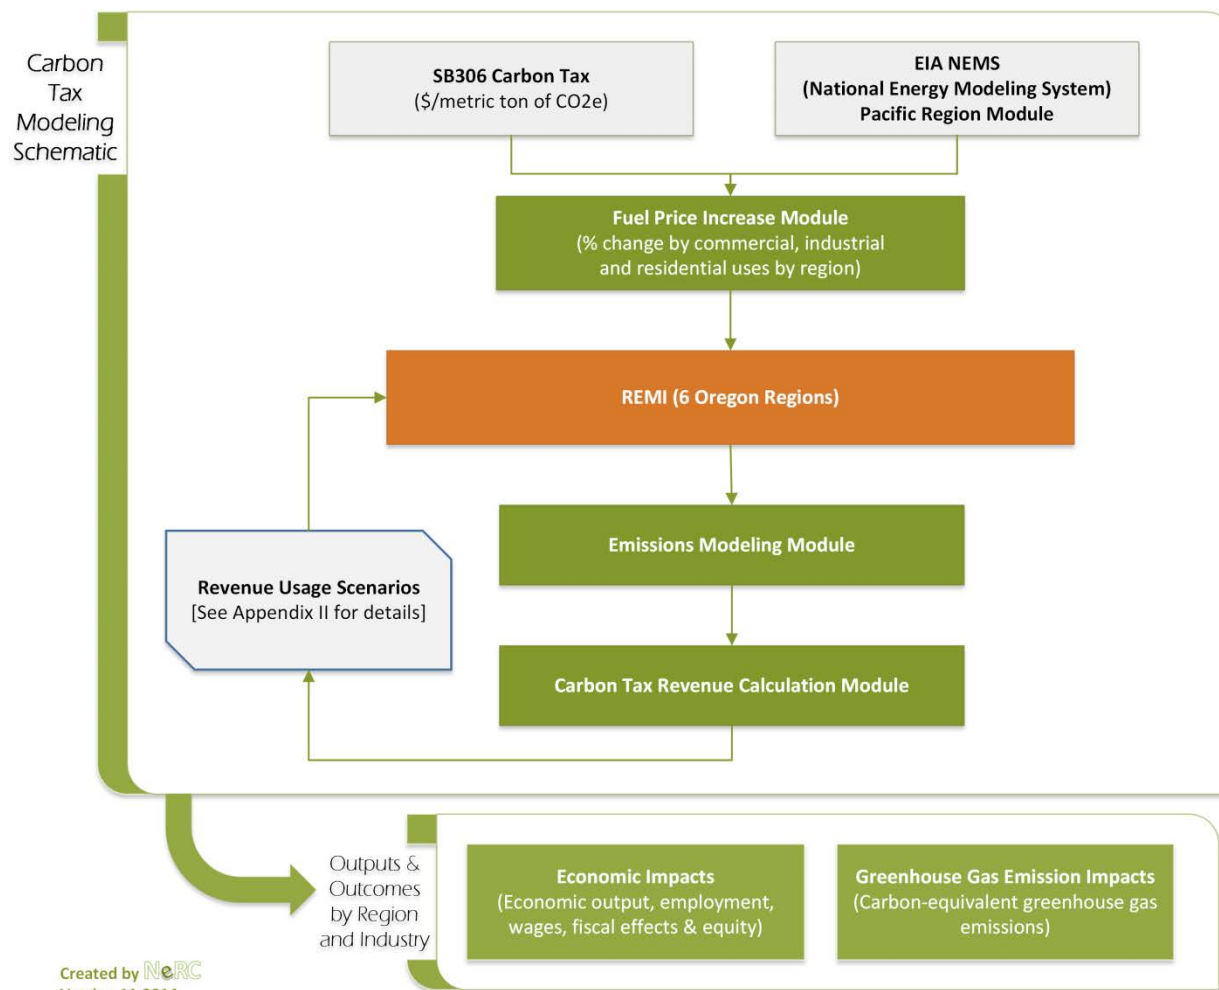 Carbon
Tax
Modeling
Schematic
SB306 Carbon Tax
($/metric ton of CO2e)
EIA NEMS
(National Energy Modeling System)
Pacific Region Module
Fuel Price Increase Module
(% change by commercial, industrial
and residential uses by region)
REMI (6 Oregon Regions)
Emissions Modeling Module
Revenue Usage Scenarios
[See Appendix II for details]
Carbon Tax Revenue Calculation Module
Outputs &
Outcomes
by Region
and Industry
Economic Impacts
(Economic output, employment,
wages, fiscal effects & equity)
Greenhouse Gas Emission Impacts
(Carbon-equivalent greenhouse gas
emissions)
Created by NeRC